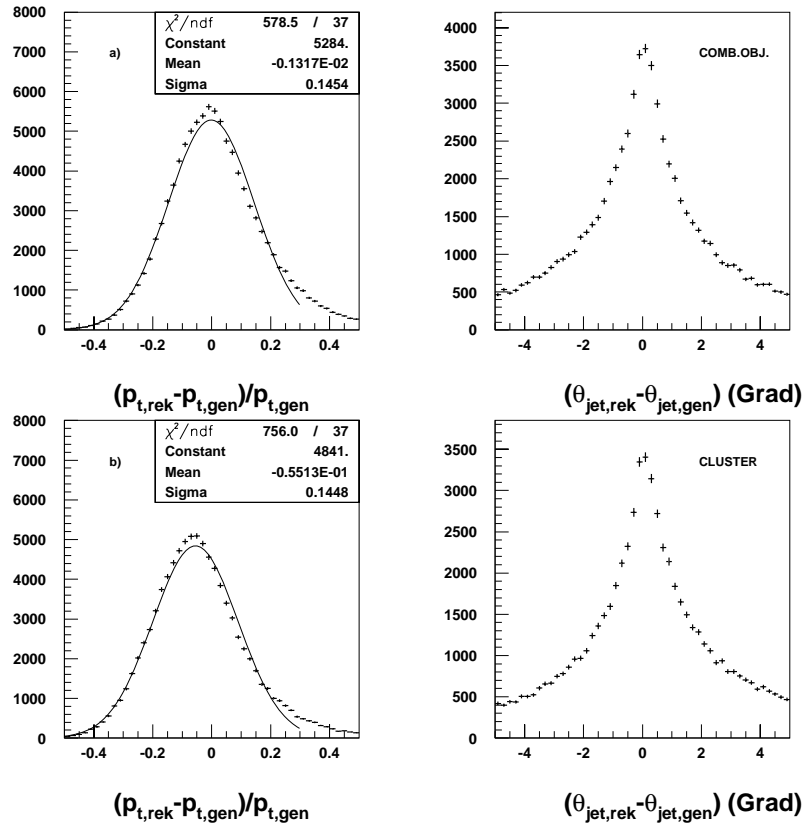 a)
χ²/ndf 578.5 / 37
Constant 5284.
Mean -0.1317E-02
Sigma 0.1454
8000
7000
6000
5000
4000
3000
2000
1000
0
-0.4 -0.2 0 0.2 0.4
(p_t,rek-p_t,gen)/p_t,gen
COMB.OBJ.
4000
3500
3000
2500
2000
1500
1000
500
0
-4 -2 0 2 4
(θ_jet,rek-θ_jet,gen) (Grad)
b)
χ²/ndf 756.0 / 37
Constant 4841.
Mean -0.5513E-01
Sigma 0.1448
8000
7000
6000
5000
4000
3000
2000
1000
0
-0.4 -0.2 0 0.2 0.4
(p_t,rek-p_t,gen)/p_t,gen
CLUSTER
3500
3000
2500
2000
1500
1000
500
0
-4 -2 0 2 4
(θ_jet,rek-θ_jet,gen) (Grad)